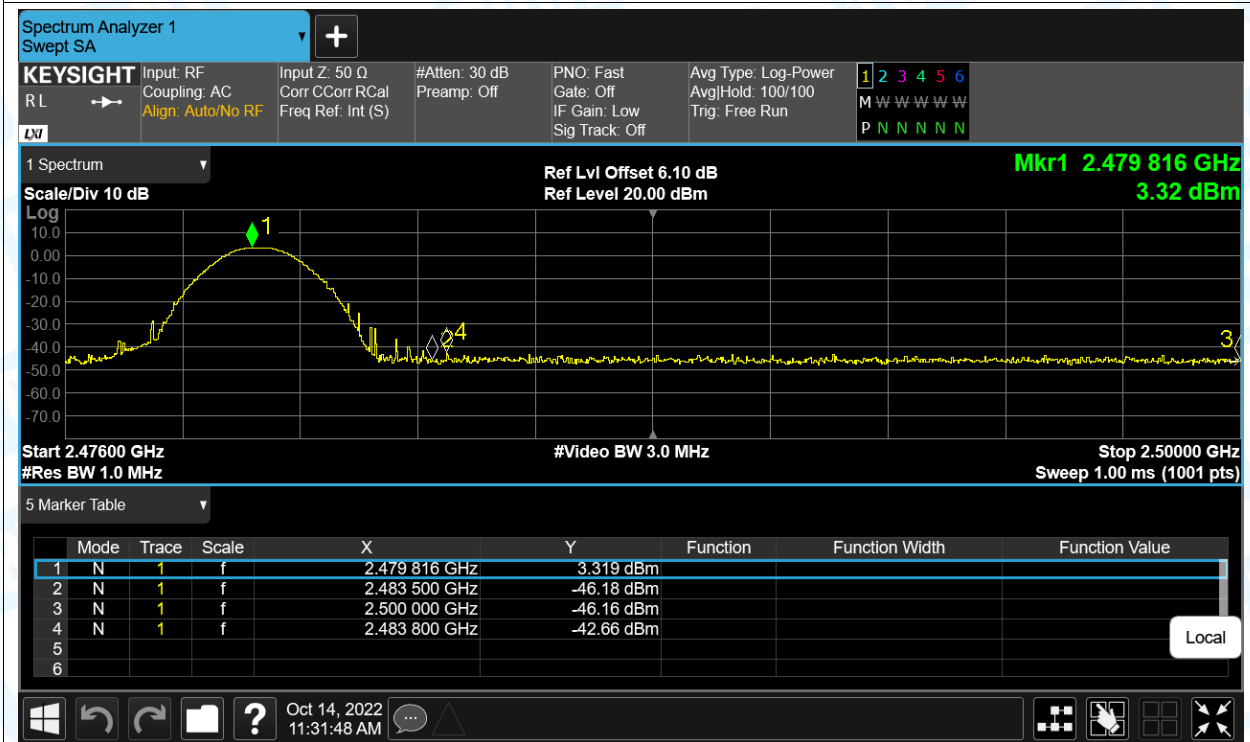 Spectrum Analyzer 1
Swept SA
KEYSIGHT
R L
LXI
Input: RF
Coupling: AC
Align: Auto/No RF
Input Z: 50 Ω
Corr CCorr RCal
Freq Ref: Int (S)
#Atten: 30 dB
Preamp: Off
PNO: Fast
Gate: Off
IF Gain: Low
Sig Track: Off
Avg Type: Log-Power
Avg|Hold: 100/100
Trig: Free Run
1 2 3 4 5 6
M W W W W W
P N N N N N
1 Spectrum
Scale/Div 10 dB
Ref Lvl Offset 6.10 dB
Ref Level 20.00 dBm
Mkr1 2.479 816 GHz
3.32 dBm
Log
10.0
0.00
-10.0
-20.0
-30.0
-40.0
-50.0
-60.0
-70.0
1
4
3
Start 2.47600 GHz
#Video BW 3.0 MHz
Stop 2.50000 GHz
#Res BW 1.0 MHz
Sweep 1.00 ms (1001 pts)
5 Marker Table
Mode Trace Scale X Y Function Function Width Function Value
1 N 1 f 2.479 816 GHz 3.319 dBm
2 N 1 f 2.483 500 GHz -46.18 dBm
3 N 1 f 2.500 000 GHz -46.16 dBm
4 N 1 f 2.483 800 GHz -42.66 dBm
5
6
Local
Oct 14, 2022
11:31:48 AM